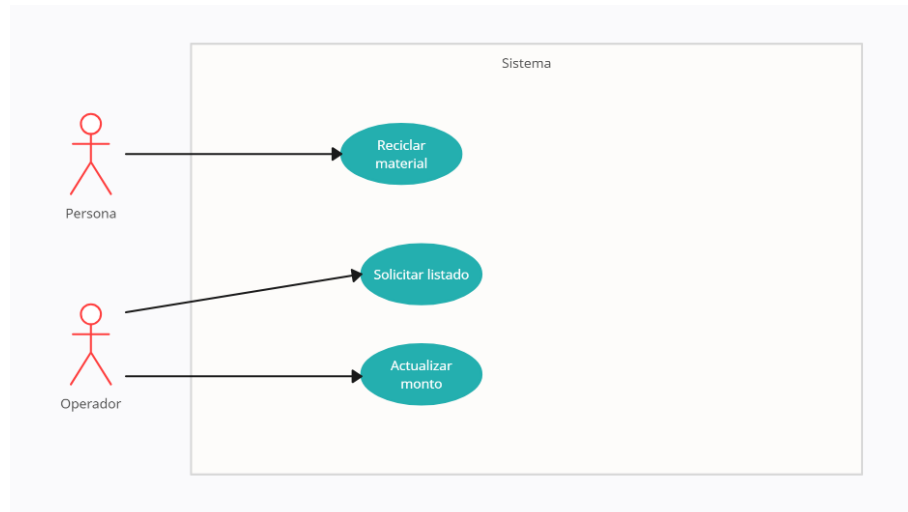 Sistema
Reciclar
material
Persona
Solicitar listado
Actualizar
monto
Operador